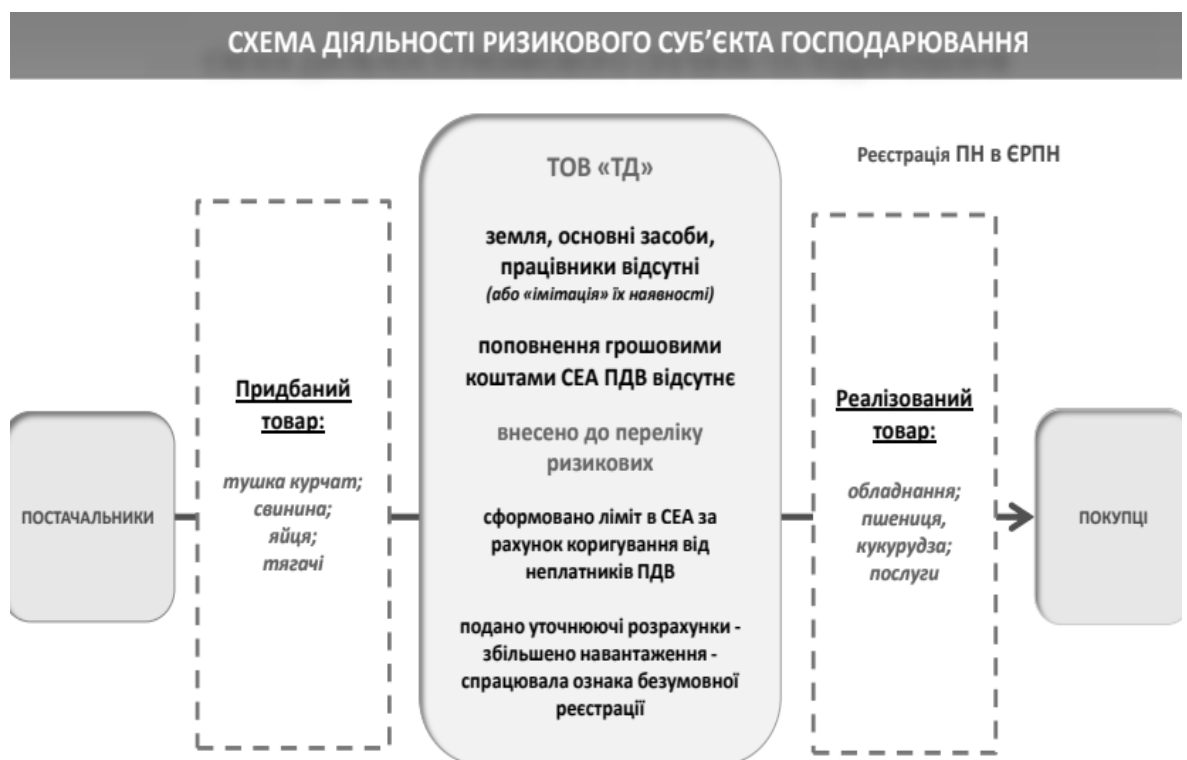 СХЕМА ДІЯЛЬНОСТІ РИЗИКОВОГО СУБ’ЄКТА ГОСПОДАРЮВАННЯ
ПОСТАЧАЛЬНИКИ
Придбаний
товар:
тушка курчат;
свинина;
яйця;
тягачі
ТОВ «ТД»
земля, основні засоби,
працівники відсутні
(або «імітація» їх наявності)
поповнення грошовими
коштами СЕА ПДВ відсутнє
внесено до переліку
ризикових
сформовано ліміт в СЕА за
рахунок коригування від
неплатників ПДВ
подано уточнюючі розрахунки -
збільшено навантаження -
спрацювала ознака безумовної
реєстрації
Реєстрація ПН в ЄРПН
Реалізований
товар:
обладнання;
пшениця,
кукурудза;
послуги
ПОКУПЦІ